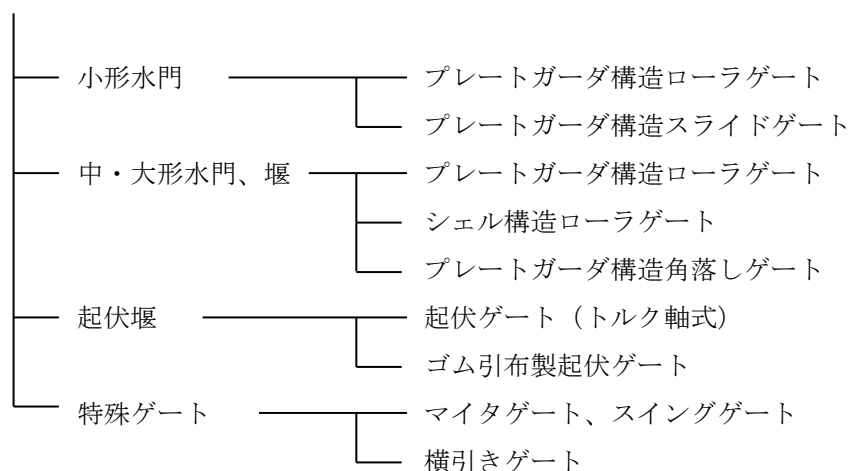 小形水門 プレートガーダ構造ローラゲート
プレートガーダ構造スライドゲート
中・大形水門、堰 プレートガーダ構造ローラゲート
シェル構造ローラゲート
プレートガーダ構造角落しゲート
起伏堰 起伏ゲート（トルク軸式）
ゴム引布製起伏ゲート
特殊ゲート マイタゲート、スイングゲート
横引きゲート